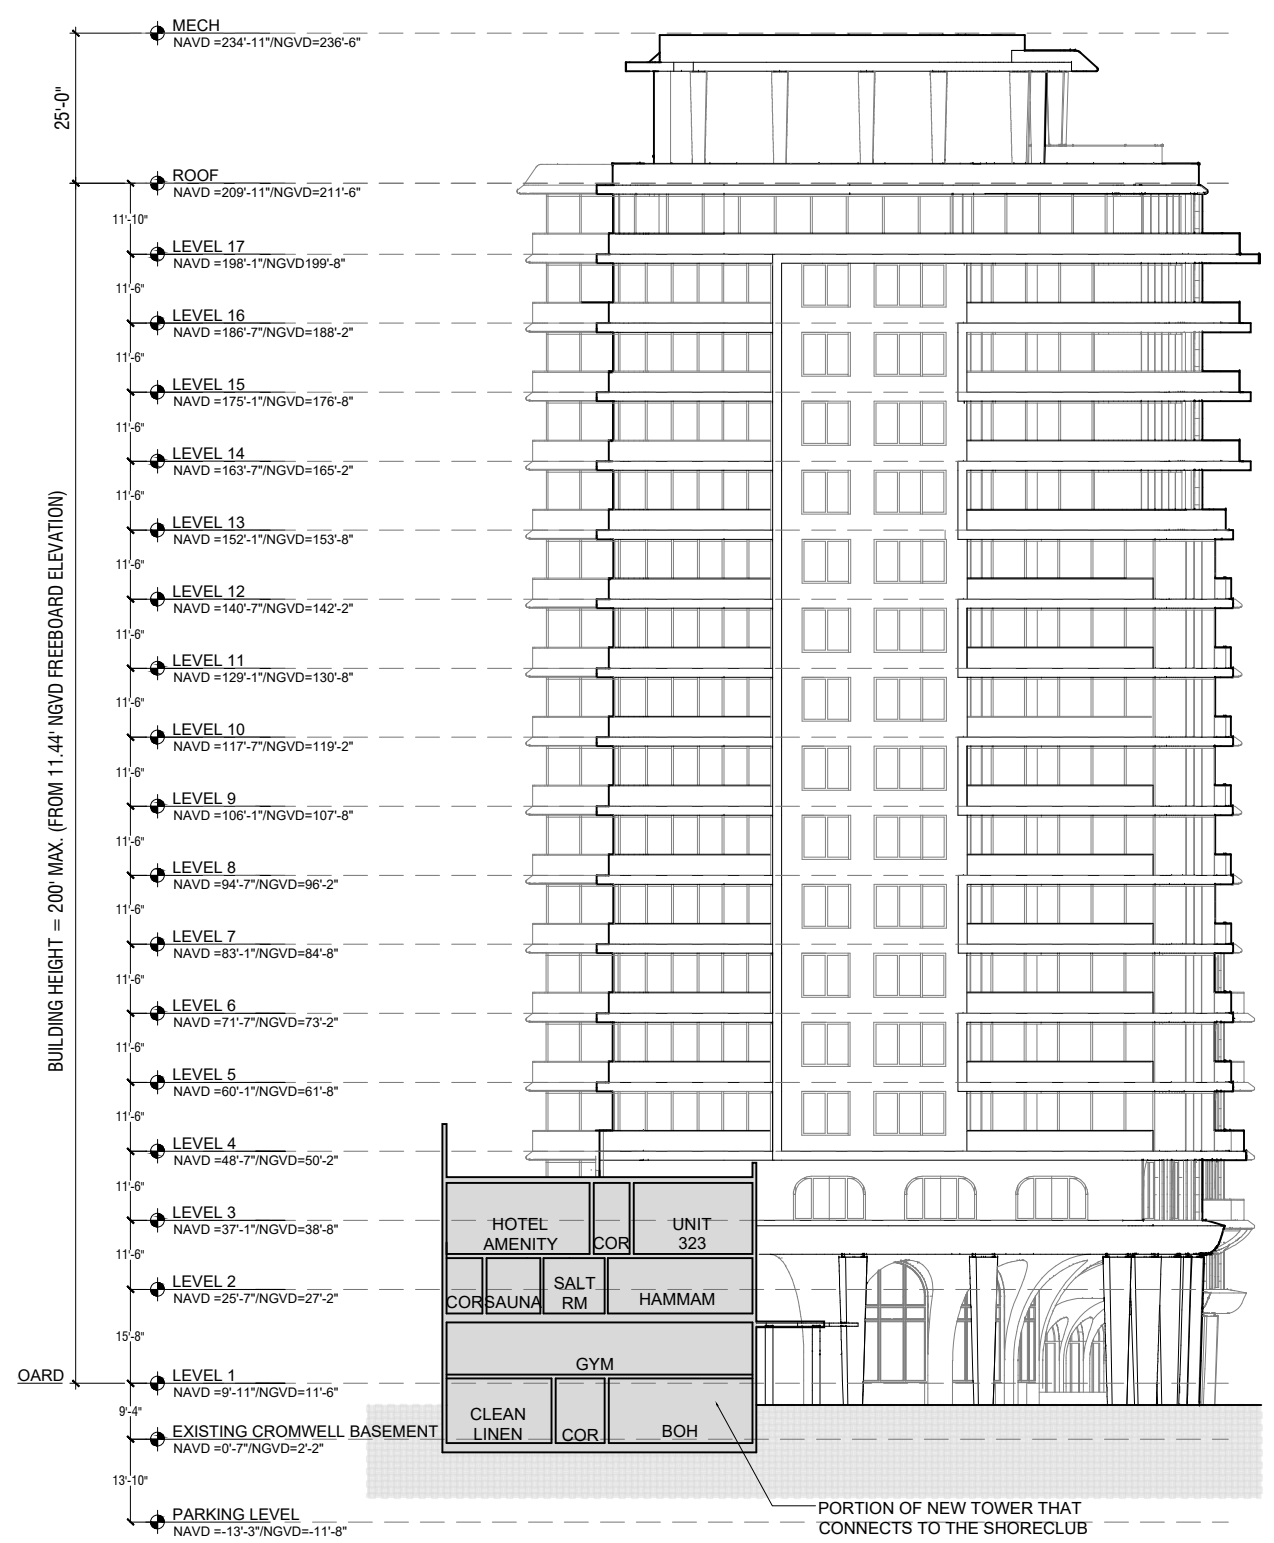 MECH
NAVD =234'-11"/NGVD=236'-6"
25'-0"
ROOF
NAVD =209'-11"/NGVD=211'-6"
11'-10"
LEVEL 17
NAVD =198'-1"/NGVD199'-8"
11'-6"
LEVEL 16
NAVD =186'-7"/NGVD=188'-2"
11'-6"
LEVEL 15
NAVD =175'-1"/NGVD=176'-8"
11'-6"
LEVEL 14
NAVD =163'-7"/NGVD=165'-2"
11'-6"
LEVEL 13
NAVD =152'-1"/NGVD=153'-8"
11'-6"
LEVEL 12
NAVD =140'-7"/NGVD=142'-2"
11'-6"
LEVEL 11
NAVD =129'-1"/NGVD=130'-8"
11'-6"
LEVEL 10
NAVD =117'-7"/NGVD=119'-2"
11'-6"
LEVEL 9
NAVD =106'-1"/NGVD=107'-8"
11'-6"
LEVEL 8
NAVD =94'-7"/NGVD=96'-2"
11'-6"
LEVEL 7
NAVD =83'-1"/NGVD=84'-8"
11'-6"
LEVEL 6
NAVD =71'-7"/NGVD=73'-2"
11'-6"
LEVEL 5
NAVD =60'-1"/NGVD=61'-8"
11'-6"
LEVEL 4
NAVD =48'-7"/NGVD=50'-2"
11'-6"
LEVEL 3
NAVD =37'-1"/NGVD=38'-8"
11'-6"
LEVEL 2
NAVD =25'-7"/NGVD=27'-2"
15'-8"
OARD
LEVEL 1
NAVD =9'-11"/NGVD=11'-6"
9'-4"
EXISTING CROMWELL BASEMENT
NAVD =0'-7"/NGVD=2'-2"
13'-10"
PARKING LEVEL
NAVD =-13'-3"/NGVD=-11'-8"
BUILDING HEIGHT = 200' MAX. (FROM 11.44' NGVD FREEBOARD ELEVATION)
HOTEL
AMENITY
COR
UNIT
323
COR
SAUNA
SALT
RM
HAMMAM
GYM
CLEAN
LINEN
COR
BOH
PORTION OF NEW TOWER THAT
CONNECTS TO THE SHORECLUB